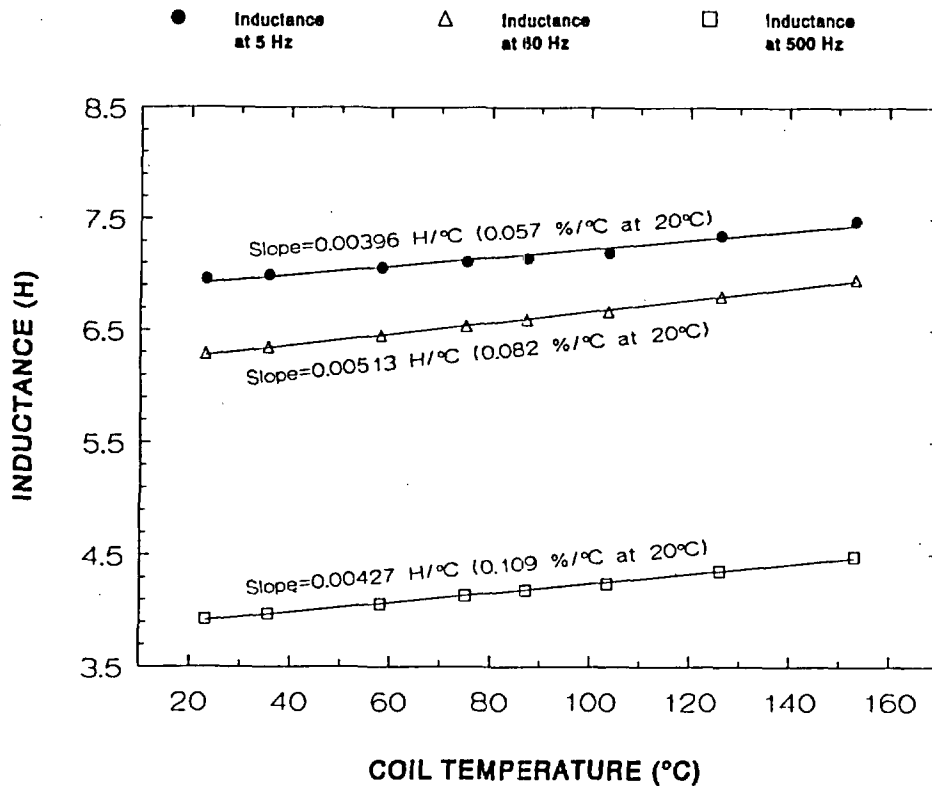 Inductance at 5 Hz
Inductance at 60 Hz
Inductance at 500 Hz
8.5
7.5
6.5
5.5
4.5
3.5
INDUCTANCE (H)
Slope=0.00396 H/°C (0.057 %/°C at 20°C)
Slope=0.00513 H/°C (0.082 %/°C at 20°C)
Slope=0.00427 H/°C (0.109 %/°C at 20°C)
20 40 60 80 100 120 140 160
COIL TEMPERATURE (°C)